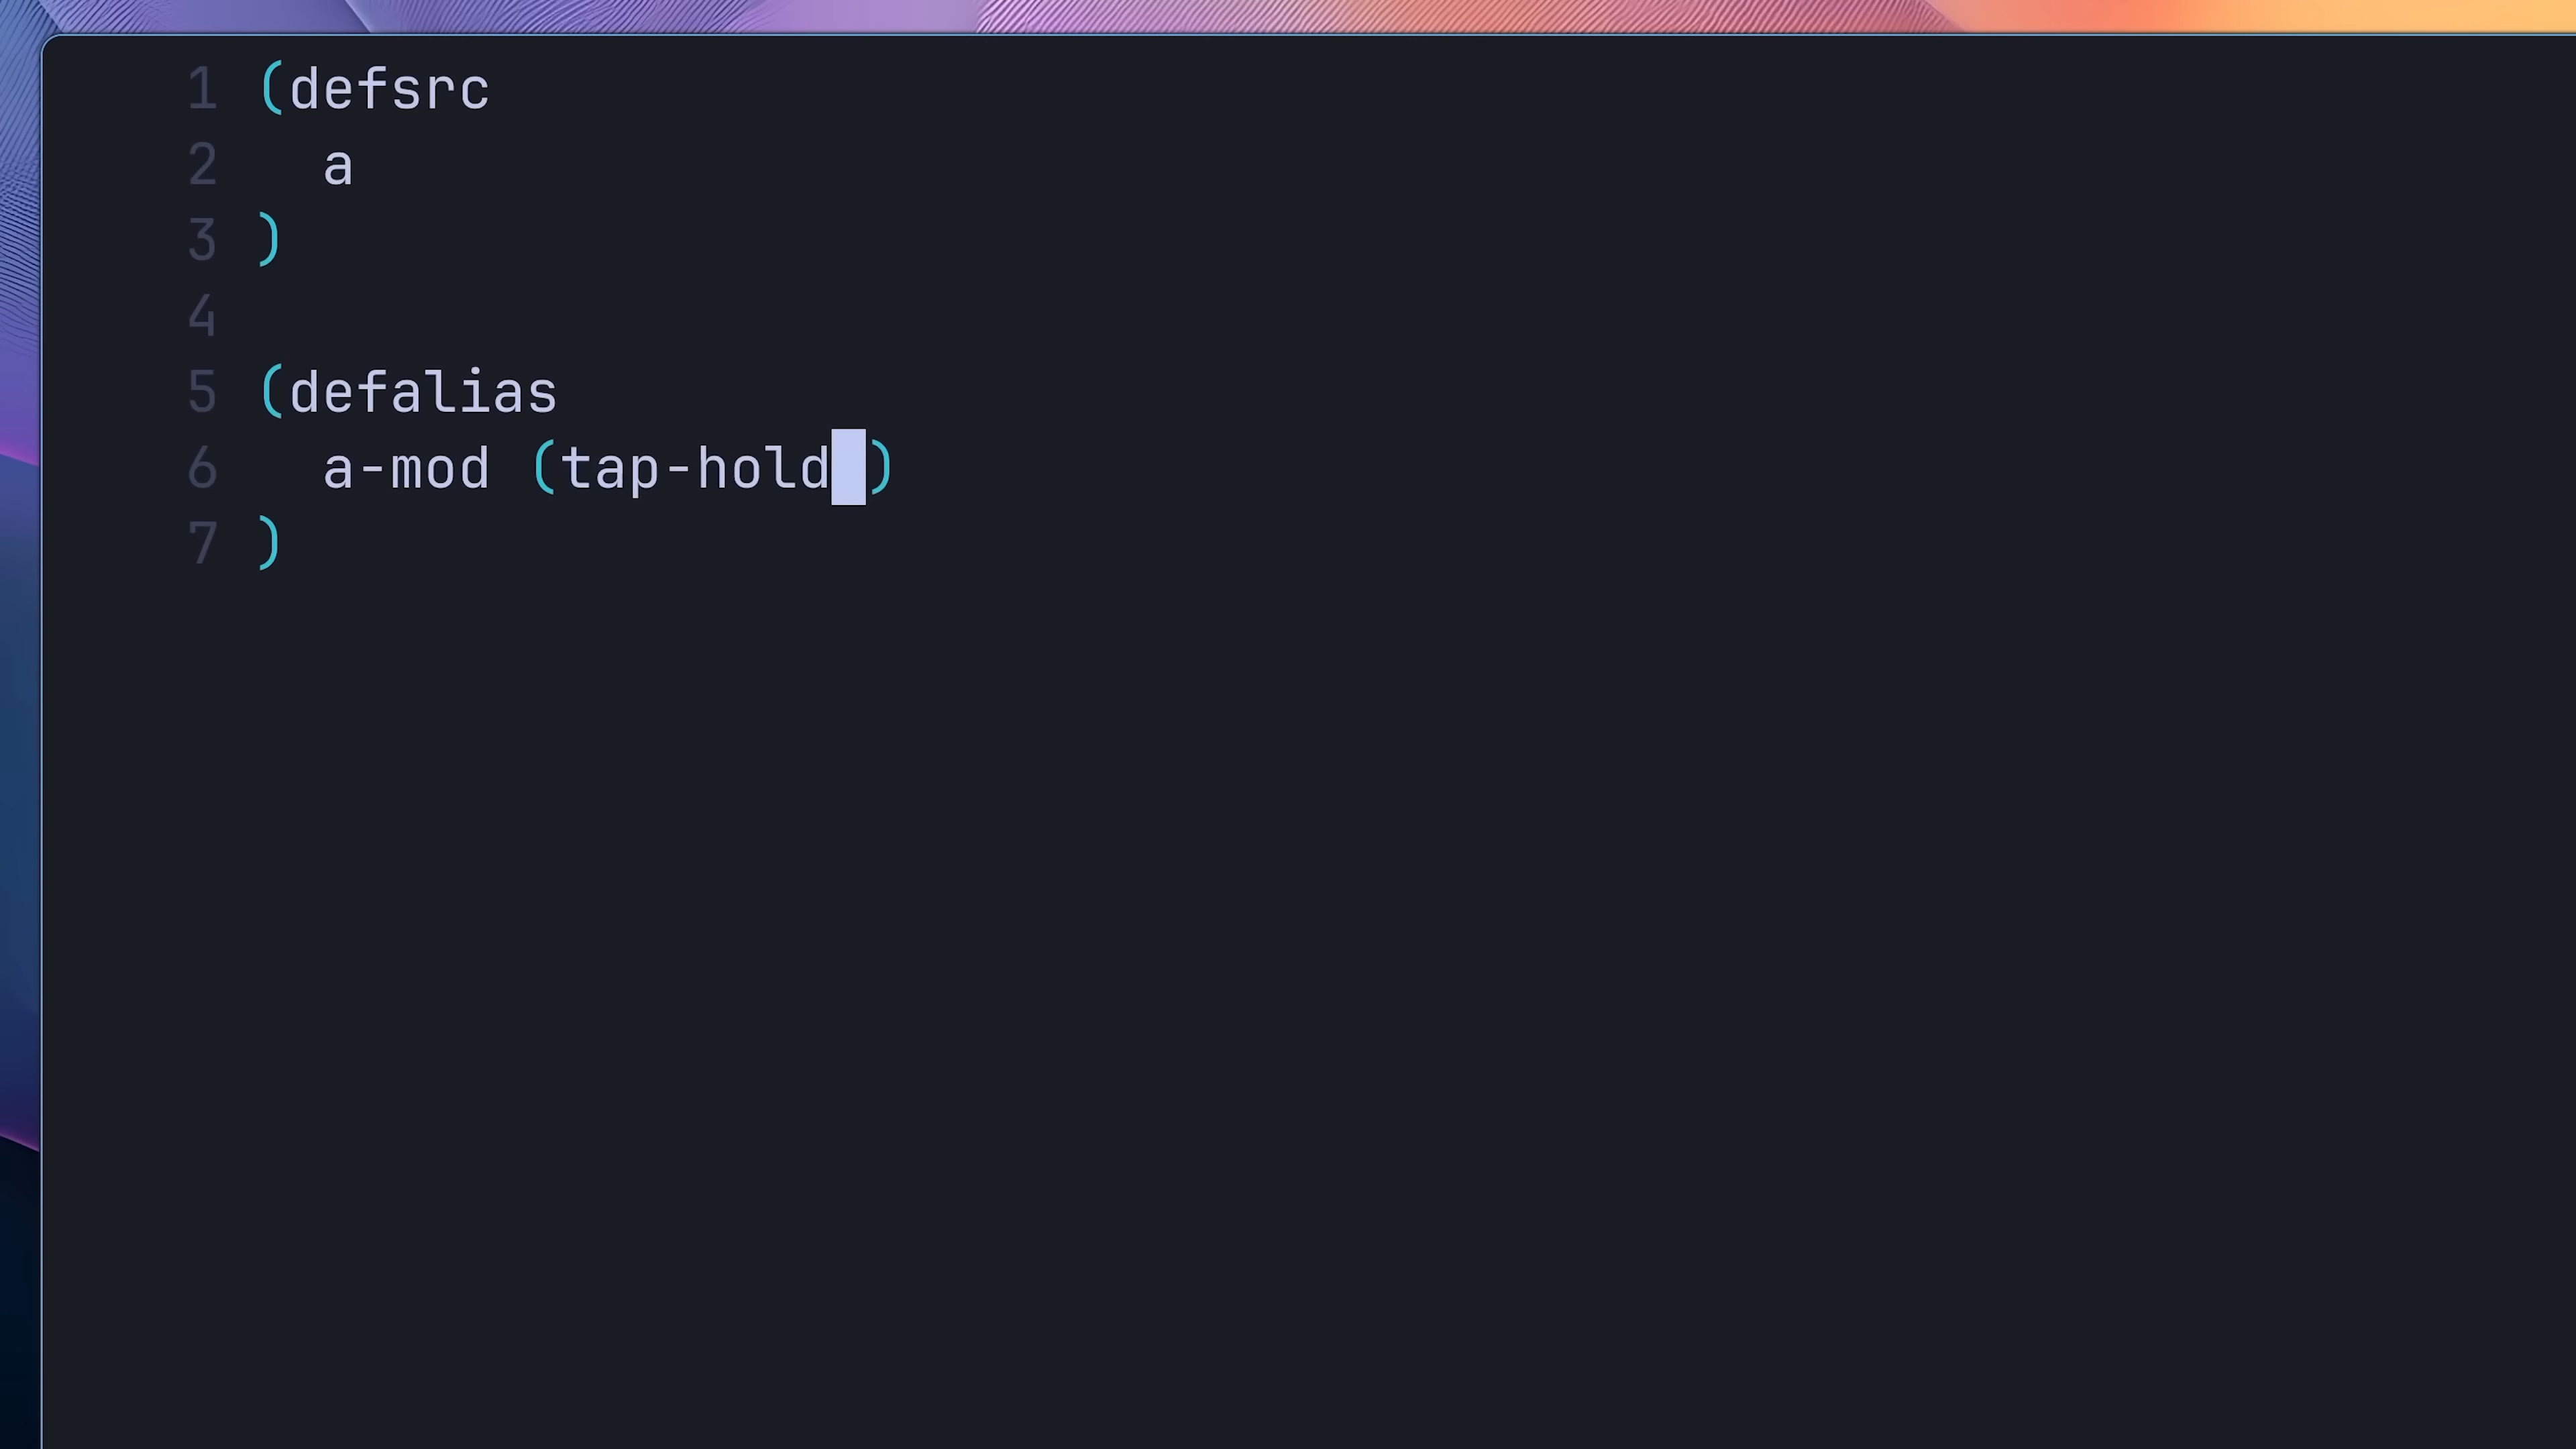 1 (defsrc
2   a
3 )
4
5 (defalias
6   a-mod (tap-hold )
7 )